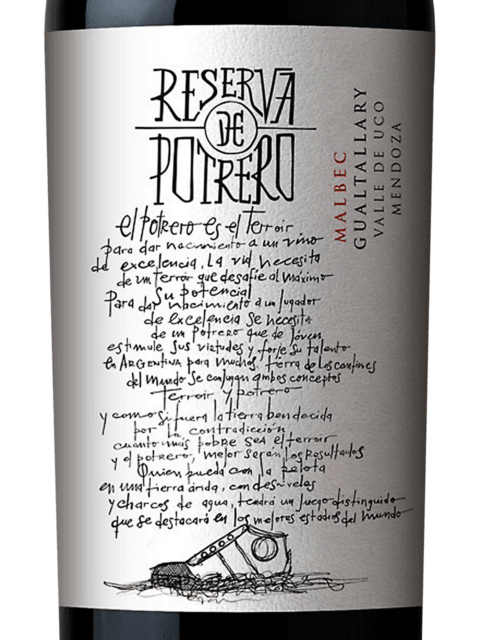 RESERVA
DE
POTRERO
MALBEC
GUALTALLARY
VALLE DE UCO
MENDOZA
el potrero es el terroir
para dar nacimiento a un vino
de excelencia. La vid necesita
de un terroir que desafíe al máximo
su potencial
Para dar nacimiento a un jugador
de excelencia se necesita
de un potrero que de jóven
estimule sus virtudes y forje su talento
en ARGENTINA para muchos, tierra de los confines
del mundo se conjugan ambos conceptos
Terroir y potrero
y como si fuera la tierra bendecida
por la contradicción,
cuanto más pobre sea el terroir
y el potrero, mejor serán los resultados
Quien pueda con la pelota
en una tierra árida, con desniveles
y charcos de agua, tendrá un juego distinguido
que se destacará en los mejores estadios del mundo